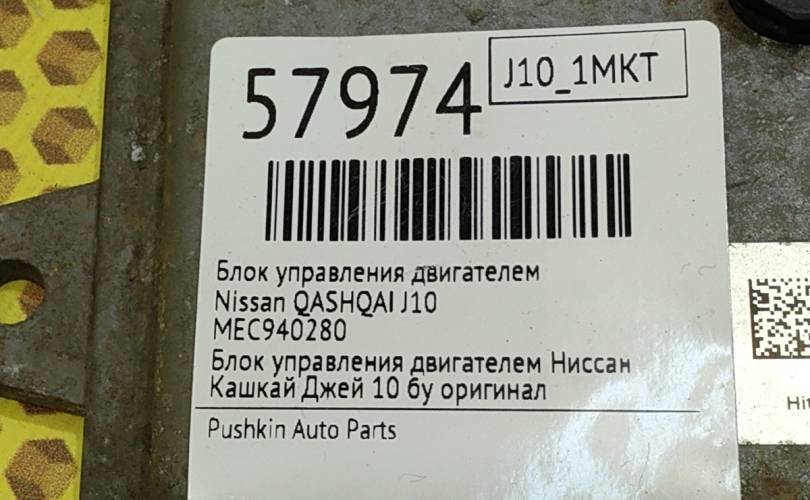 57974
J10_1MKT
Блок управления двигателем
Nissan QASHQAI J10
MEC940280
Блок управления двигателем Ниссан
Кашкай Джей 10 бу оригинал
Pushkin Auto Parts